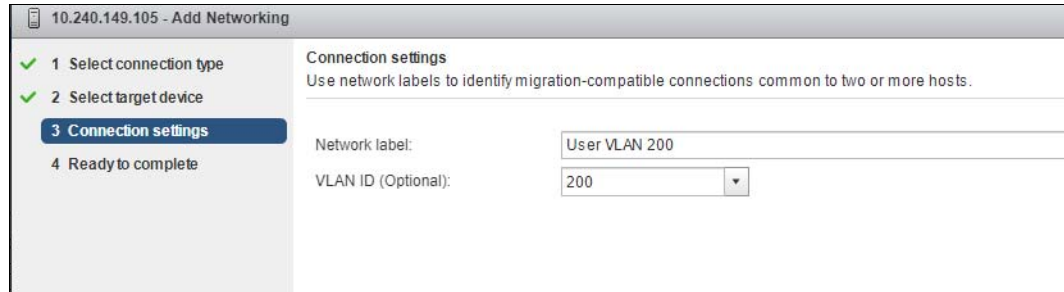 10.240.149.105 - Add Networking
1 Select connection type
2 Select target device
3 Connection settings
4 Ready to complete
Connection settings
Use network labels to identify migration-compatible connections common to two or more hosts.
Network label:
User VLAN 200
VLAN ID (Optional):
200